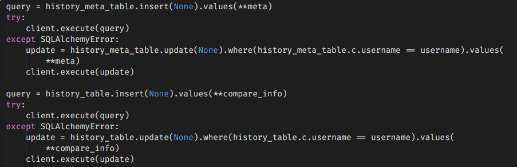 query = history_meta_table.insert(None).values(**meta)
try:
    client.execute(query)
except SQLAlchemyError:
    update = history_meta_table.update(None).where(history_meta_table.c.username == username).values(
        **meta)
    client.execute(update)

query = history_table.insert(None).values(**compare_info)
try:
    client.execute(query)
except SQLAlchemyError:
    update = history_table.update(None).where(history_table.c.username == username).values(
        **compare_info)
    client.execute(update)